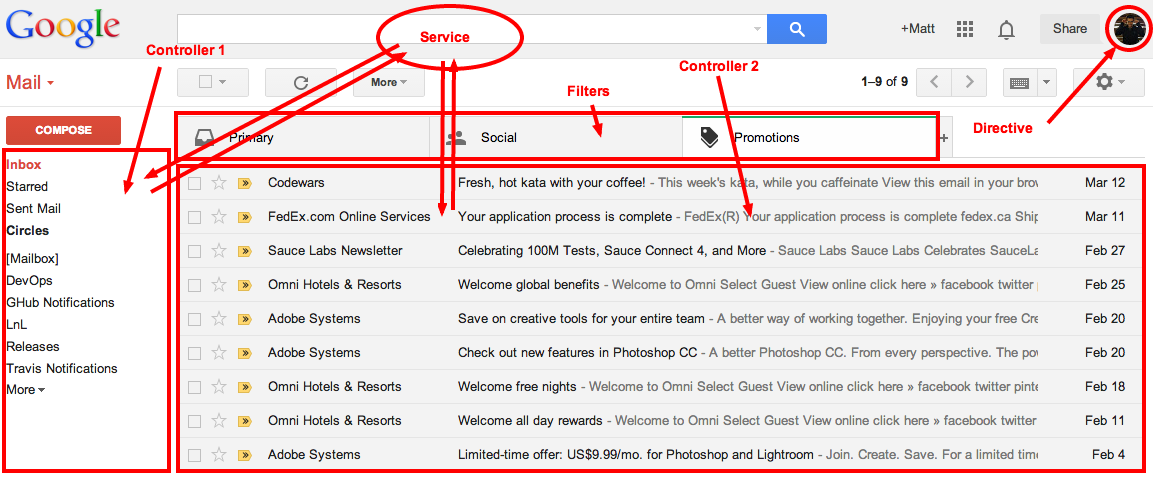 Google
Service
+Matt
Share
Controller 1
Mail
More
Controller 2
1–9 of 9
Filters
Directive
COMPOSE
Primary
Social
Promotions
+
Inbox
Starred
Sent Mail
Circles
[Mailbox]
DevOps
GHub Notifications
LnL
Releases
Travis Notifications
More
Codewars Fresh, hot kata with your coffee! - This week's kata, while you caffeinate View this email in your brow Mar 12
FedEx.com Online Services Your application process is complete - FedEx(R) Your application process is complete fedex.ca Ship Mar 11
Sauce Labs Newsletter Celebrating 100M Tests, Sauce Connect 4, and More - Sauce Labs Sauce Labs Celebrates SauceLa Feb 27
Omni Hotels & Resorts Welcome global benefits - Welcome to Omni Select Guest View online click here » facebook twitter Feb 25
Adobe Systems Save on creative tools for your entire team - A better way of working together. Enjoying your free Cre Feb 20
Adobe Systems Check out new features in Photoshop CC - A better Photoshop CC. From every perspective. The pow Feb 20
Omni Hotels & Resorts Welcome free nights - Welcome to Omni Select Guest View online click here » facebook twitter pinte Feb 18
Omni Hotels & Resorts Welcome all day rewards - Welcome to Omni Select Guest View online click here » facebook twitter Feb 11
Adobe Systems Limited-time offer: US$9.99/mo. for Photoshop and Lightroom - Join. Create. Save. For a limited time Feb 4